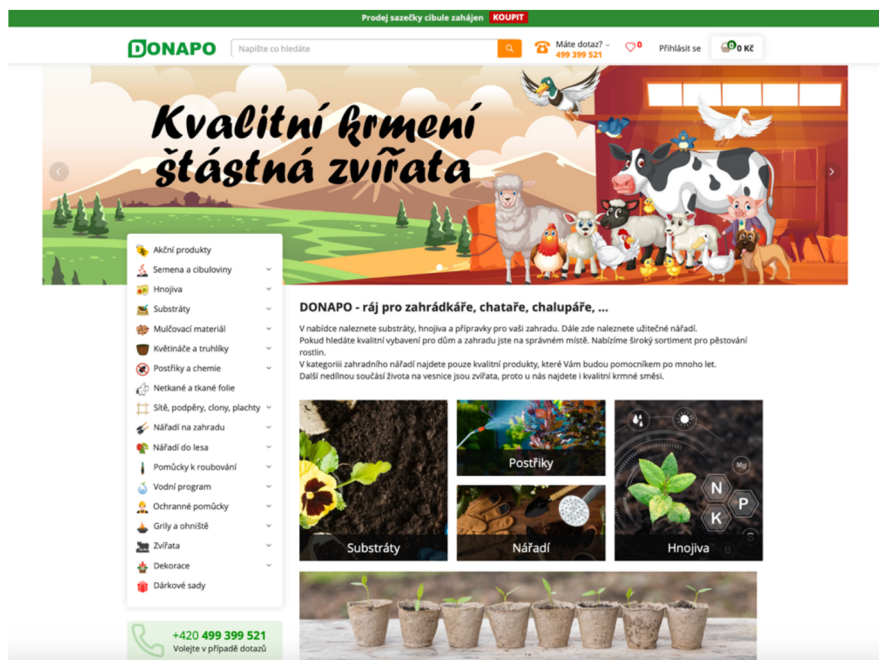 Prodej sazečky cibule zahájen KOUPIT
DONAPO
Napište co hledáte
Máte dotaz?
499 399 521
0
Přihlásit se
0
0 Kč
Kvalitní krmení
štástná zvířata
Akční produkty
Semena a cibuloviny
Hnojiva
Substráty
Mulčovací materiál
Květináče a truhlíky
Postřiky a chemie
Netkané a tkané folie
Sítě, podpěry, clony, plachty
Nářadí na zahradu
Nářadí do lesa
Pomůcky k roubování
Vodní program
Ochranné pomůcky
Grily a ohniště
Zvířata
Dekorace
Dárkové sady
+420 499 399 521
Volejte v případě dotazů
DONAPO - ráj pro zahrádkáře, chataře, chalupáře, ...
V nabídce naleznete substráty, hnojiva a přípravky pro vaši zahradu. Dále zde naleznete užitečné nářadí.
Pokud hledáte kvalitní vybavení pro dům a zahradu jste na správném místě. Nabízíme široký sortiment pro pěstování
rostlin.
V kategoriii zahradního nářadí najdete pouze kvalitní produkty, které Vám budou pomocníkem po mnoho let.
Další nedílnou součásí života na vesnice jsou zvířata, proto u nás najdete i kvalitní krmné směsi.
Substráty
Postřiky
Nářadí
Mg
N
P
K
S
B
Hnojiva